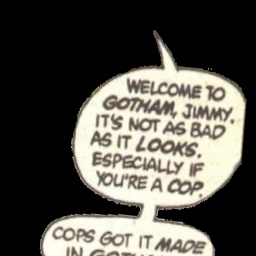 WELCOME TO
GOTHAM, JIMMY.
IT'S NOT AS BAD
AS IT LOOKS.
ESPECIALLY IF
YOU'RE A COP.
COPS GOT IT MADE
IN